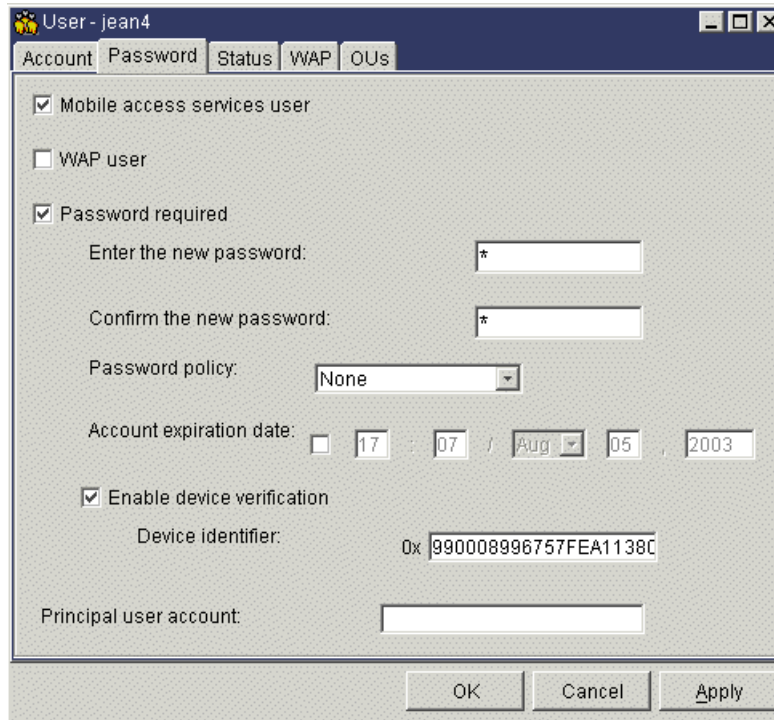 User - jean4
Account Password Status WAP OUs
Mobile access services user
WAP user
Password required
Enter the new password: *
Confirm the new password: *
Password policy: None
Account expiration date: 17 : 07 / Aug 05 , 2003
Enable device verification
Device identifier: 0x 990008996757FEA1138
Principal user account:
OK Cancel Apply